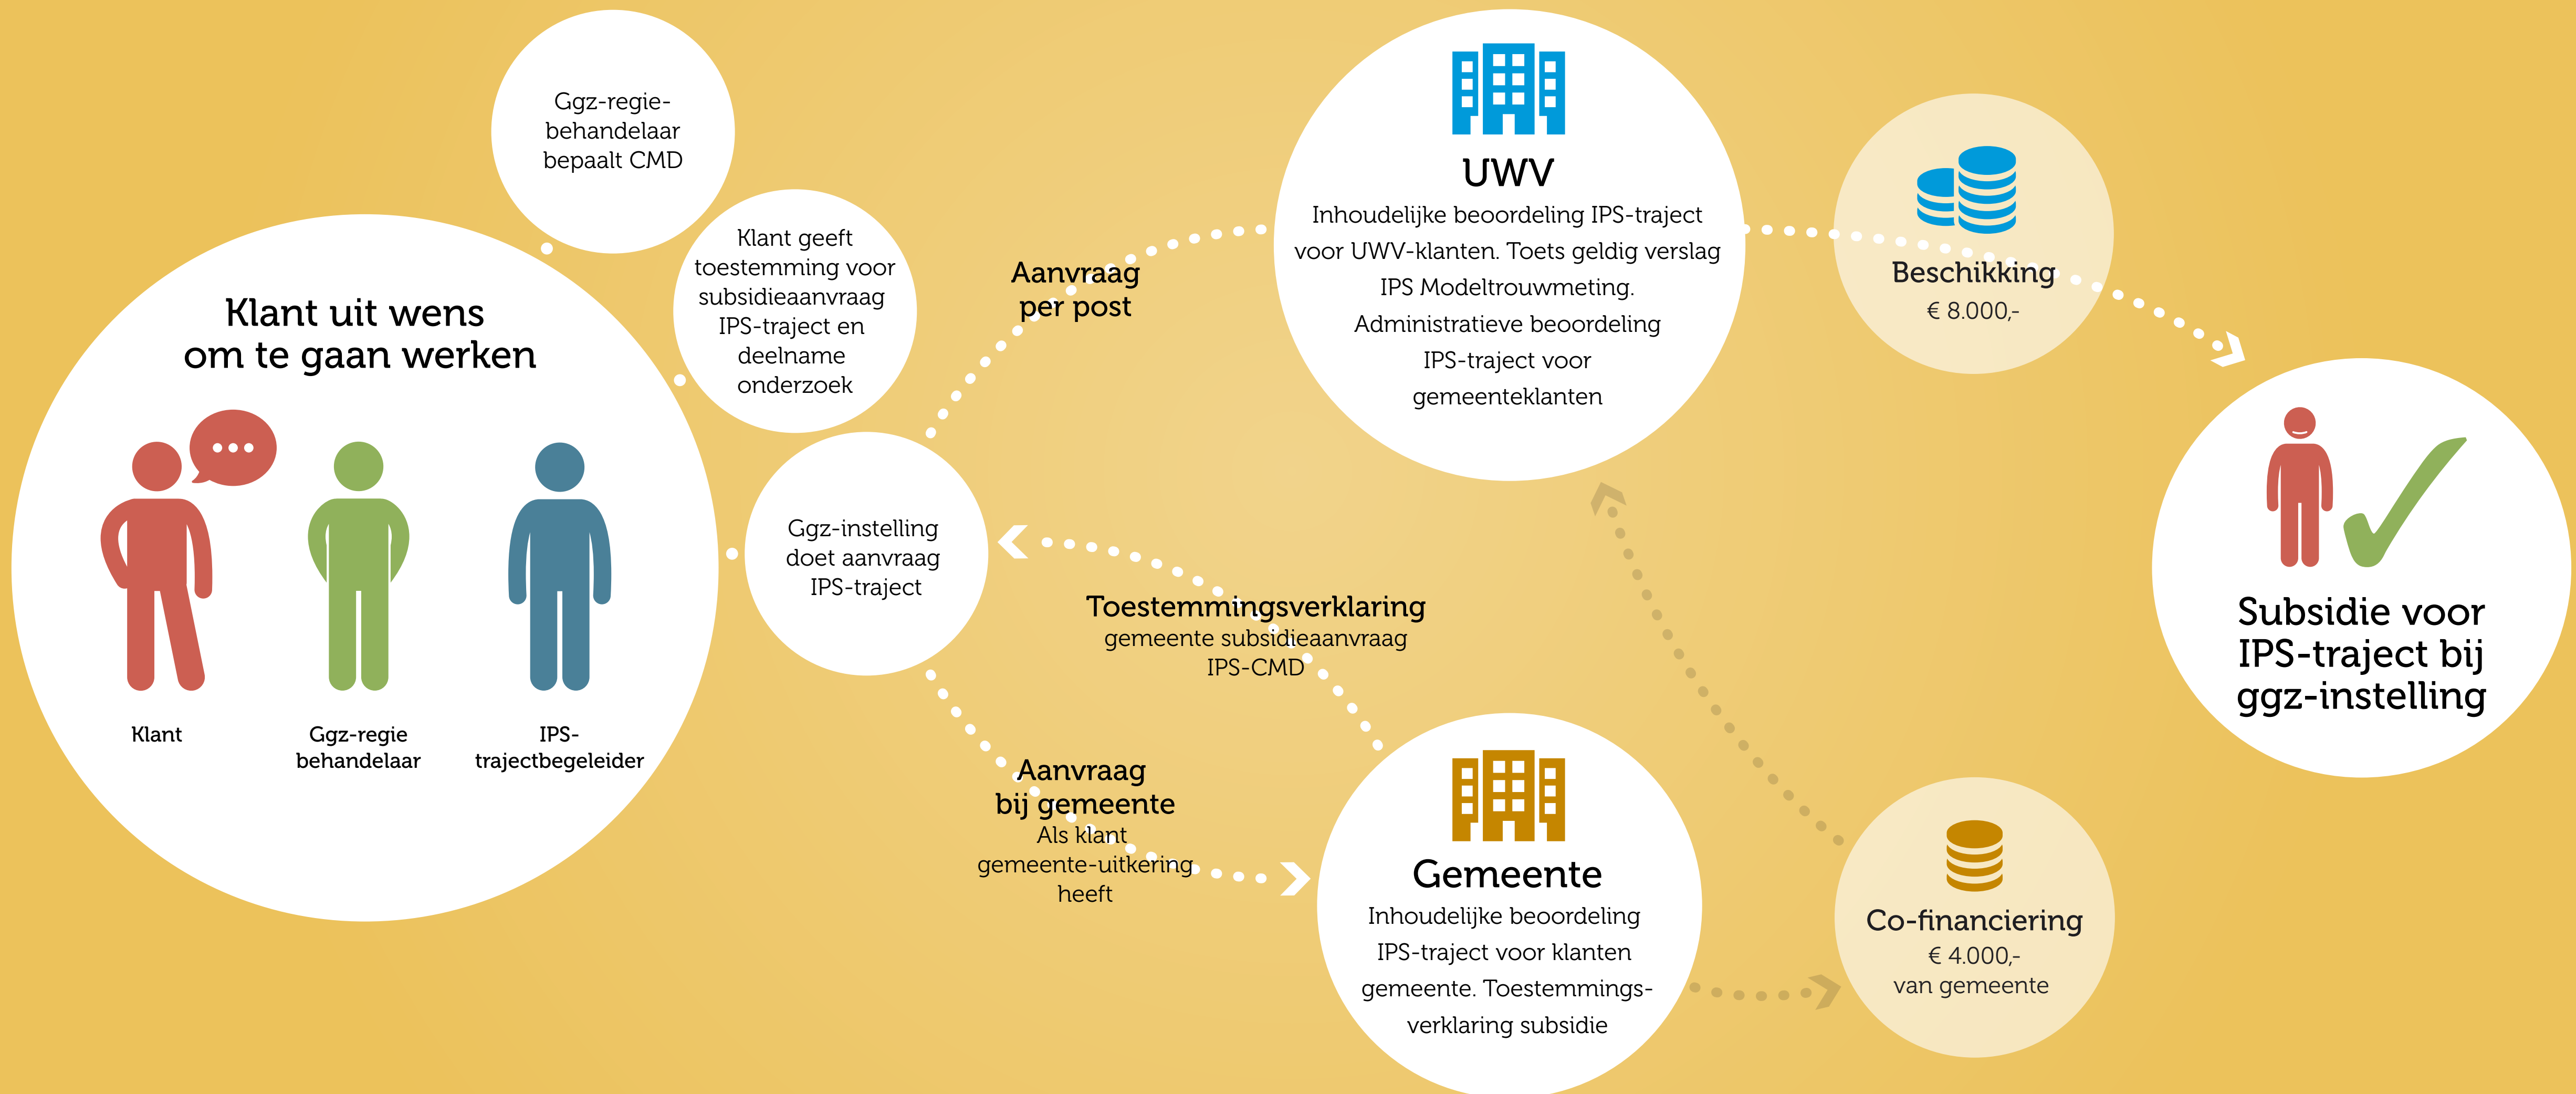 Ggz-regie-
behandelaar
bepaalt CMD
Klant geeft
toestemming voor
subsidieaanvraag
IPS-traject en
deelname
onderzoek
Klant uit wens
om te gaan werken
Klant
Ggz-regie
behandelaar
IPS-
trajectbegeleider
Ggz-instelling
doet aanvraag
IPS-traject
Aanvraag
per post
UWV
Inhoudelijke beoordeling IPS-traject
voor UWV-klanten. Toets geldig verslag
IPS Modeltrouwmeting.
Administratieve beoordeling
IPS-traject voor
gemeenteklanten
Beschikking
€ 8.000,-
Toestemmingsverklaring
gemeente subsidieaanvraag
IPS-CMD
Aanvraag
bij gemeente
Als klant
gemeente-uitkering
heeft
Gemeente
Inhoudelijke beoordeling
IPS-traject voor klanten
gemeente. Toestemmings-
verklaring subsidie
Co-financiering
€ 4.000,-
van gemeente
Subsidie voor
IPS-traject bij
ggz-instelling